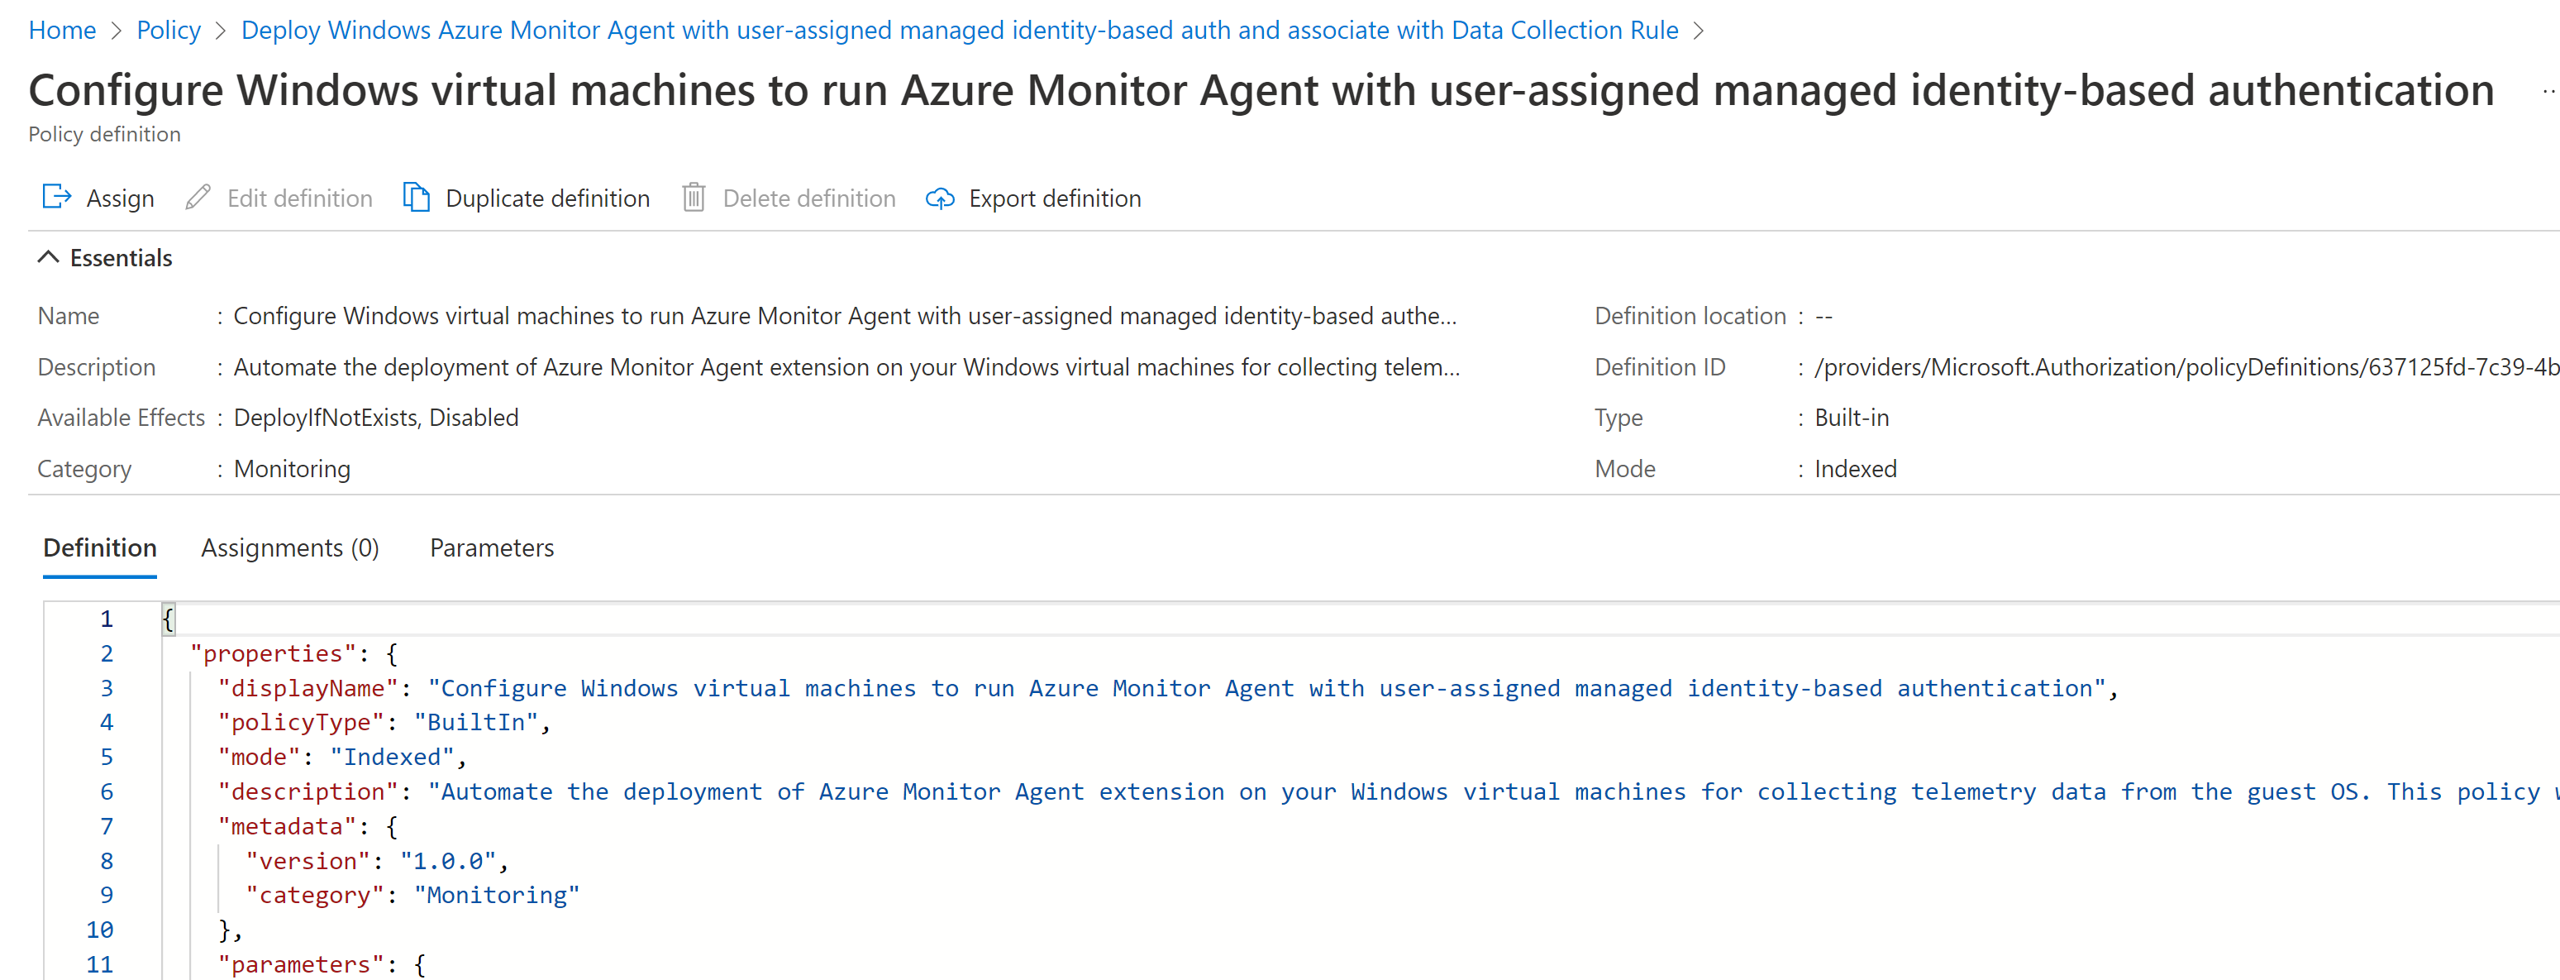 Home > Policy > Deploy Windows Azure Monitor Agent with user-assigned managed identity-based auth and associate with Data Collection Rule >
Configure Windows virtual machines to run Azure Monitor Agent with user-assigned managed identity-based authentication ..
Policy definition
Assign Edit definition Duplicate definition Delete definition Export definition
Essentials
Name : Configure Windows virtual machines to run Azure Monitor Agent with user-assigned managed identity-based authe... Definition location : --
Description : Automate the deployment of Azure Monitor Agent extension on your Windows virtual machines for collecting telem... Definition ID : /providers/Microsoft.Authorization/policyDefinitions/637125fd-7c39-4b
Available Effects : DeployIfNotExists, Disabled Type : Built-in
Category : Monitoring Mode : Indexed
Definition Assignments (0) Parameters
1 {
2 "properties": {
3 "displayName": "Configure Windows virtual machines to run Azure Monitor Agent with user-assigned managed identity-based authentication",
4 "policyType": "BuiltIn",
5 "mode": "Indexed",
6 "description": "Automate the deployment of Azure Monitor Agent extension on your Windows virtual machines for collecting telemetry data from the guest OS. This policy
7 "metadata": {
8 "version": "1.0.0",
9 "category": "Monitoring"
10 },
11 "parameters": {